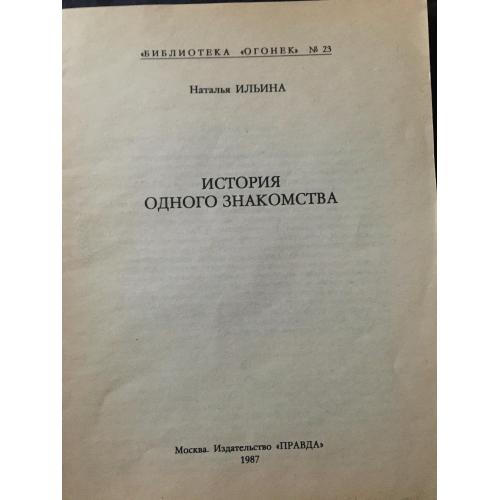 «БИБЛИОТЕКА «ОГОНЕК» № 23
Наталья ИЛЬИНА
ИСТОРИЯ
ОДНОГО ЗНАКОМСТВА
Москва. Издательство «ПРАВДА»
1987